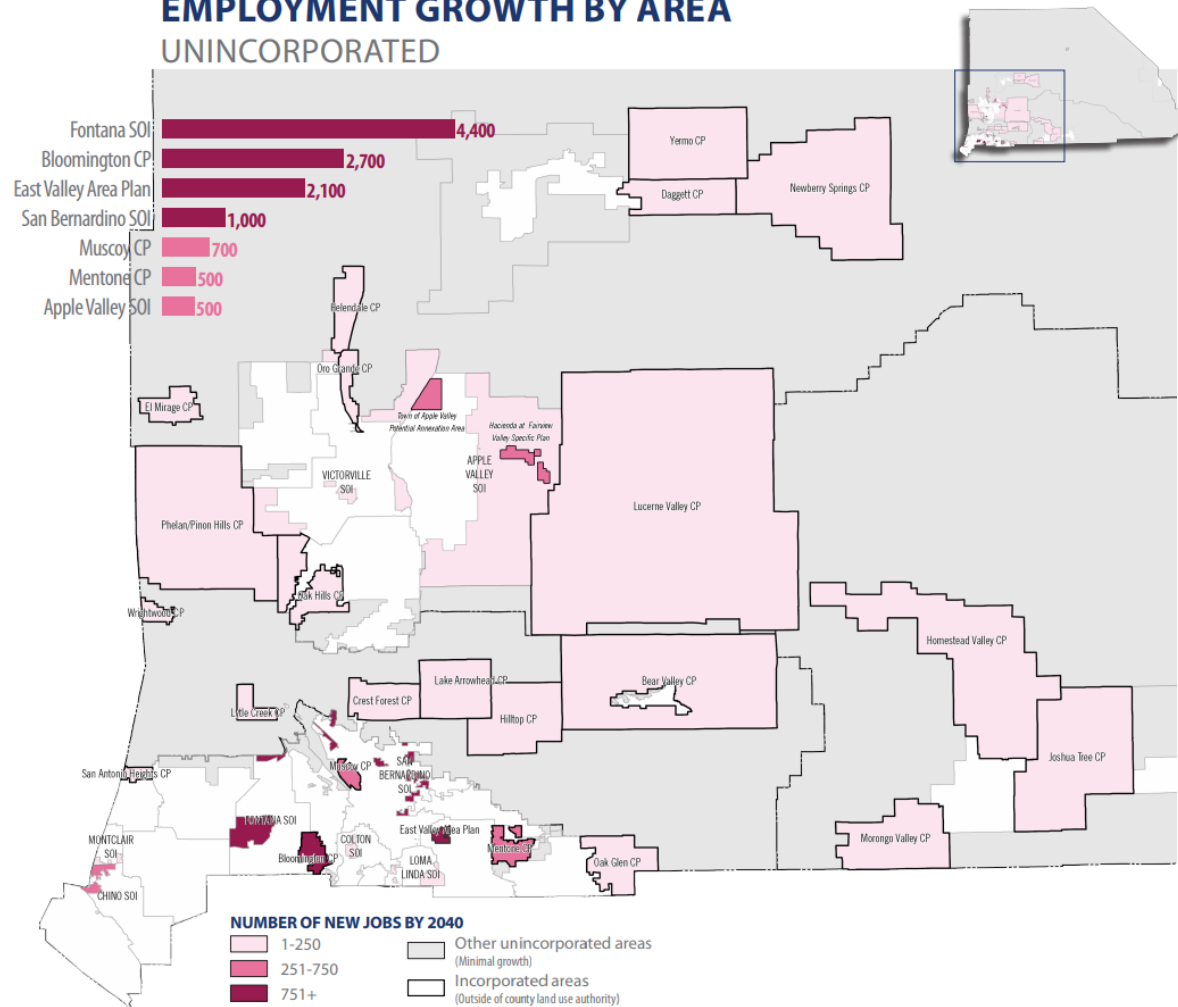 EMPLOYMENT GROWTH BY AREA
UNINCORPORATED
Fontana SOI 4,400
Bloomington CP 2,700
East Valley Area Plan 2,100
San Bernardino SOI 1,000
Muscoy CP 700
Mentone CP 500
Apple Valley SOI 500
Yermo CP
Daggett CP
Newberry Springs CP
Helendale CP
Oro Grande CP
El Mirage CP
Town of Apple Valley
Potential Annexation Area
Hacienda at Fairview
Valley Specific Plan
VICTORVILLE
SOI
APPLE
VALLEY
SOI
Lucerne Valley CP
Phelan/Pinon Hills CP
Oak Hills CP
Wrightwood CP
Homestead Valley CP
Lake Arrowhead CP
Bear Valley CP
Crest Forest CP
Lytle Creek CP
Hilltop CP
Joshua Tree CP
San Antonio Heights CP
Muscoy CP
SAN
BERNARDINO
SOI
FONTANA SOI
East Valley Area Plan
MONTCLAIR
SOI
Bloomington CP
COLTON
SOI
Mentone CP
LOMA
LINDA SOI
Oak Glen CP
Morongo Valley CP
CHINO SOI
NUMBER OF NEW JOBS BY 2040
1-250
251-750
751+
Other unincorporated areas
(Minimal growth)
Incorporated areas
(Outside of county land use authority)